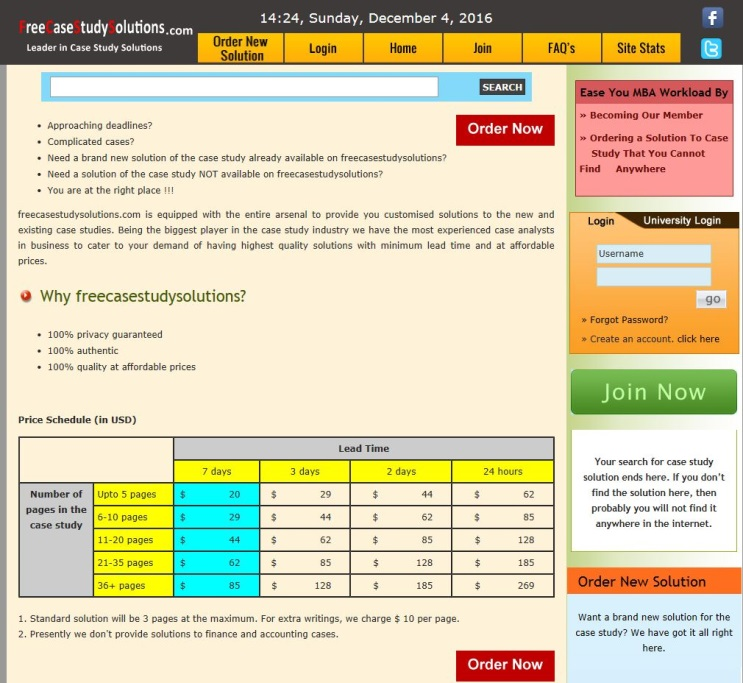 FreeCaseStudySolutions.com
Leader in Case Study Solutions
14:24, Sunday, December 4, 2016
Order New Solution
Login
Home
Join
FAQ's
Site Stats
SEARCH
• Approaching deadlines?
• Complicated cases?
• Need a brand new solution of the case study already available on freecasestudysolutions?
• Need a solution of the case study NOT available on freecasestudysolutions?
• You are at the right place !!!
Order Now
freecasestudysolutions.com is equipped with the entire arsenal to provide you customised solutions to the new and
existing case studies. Being the biggest player in the case study industry we have the most experienced case analysts
in business to cater to your demand of having highest quality solutions with minimum lead time and at affordable
prices.
Why freecasestudysolutions?
• 100% privacy guaranteed
• 100% authentic
• 100% quality at affordable prices
Price Schedule (in USD)
Lead Time
7 days 3 days 2 days 24 hours
Number of
pages in the
case study
Upto 5 pages $ 20 $ 29 $ 44 $ 62
6-10 pages $ 29 $ 44 $ 62 $ 85
11-20 pages $ 44 $ 62 $ 85 $ 128
21-35 pages $ 62 $ 85 $ 128 $ 185
36+ pages $ 85 $ 128 $ 185 $ 269
1. Standard solution will be 3 pages at the maximum. For extra writings, we charge $ 10 per page.
2. Presently we don't provide solutions to finance and accounting cases.
Order Now
Ease You MBA Workload By
» Becoming Our Member
» Ordering a Solution To Case
Study That You Cannot
Find Anywhere
Login
University Login
Username
go
» Forgot Password?
» Create an account. click here
Join Now
Your search for case study
solution ends here. If you don't
find the solution here, then
probably you will not find it
anywhere in the internet.
Order New Solution
Want a brand new solution for the
case study? We have got it all right
here.